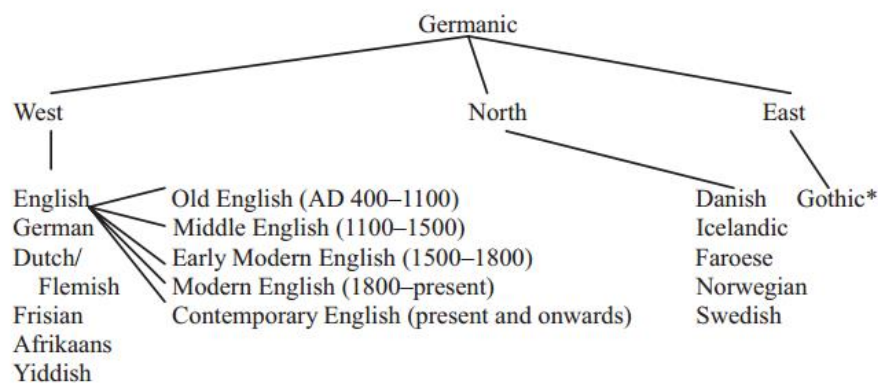 Germanic
West North East
English Old English (AD 400–1100) Danish Gothic*
German Middle English (1100–1500) Icelandic
Dutch/ Early Modern English (1500–1800) Faroese
Flemish Modern English (1800–present) Norwegian
Frisian Contemporary English (present and onwards) Swedish
Afrikaans
Yiddish